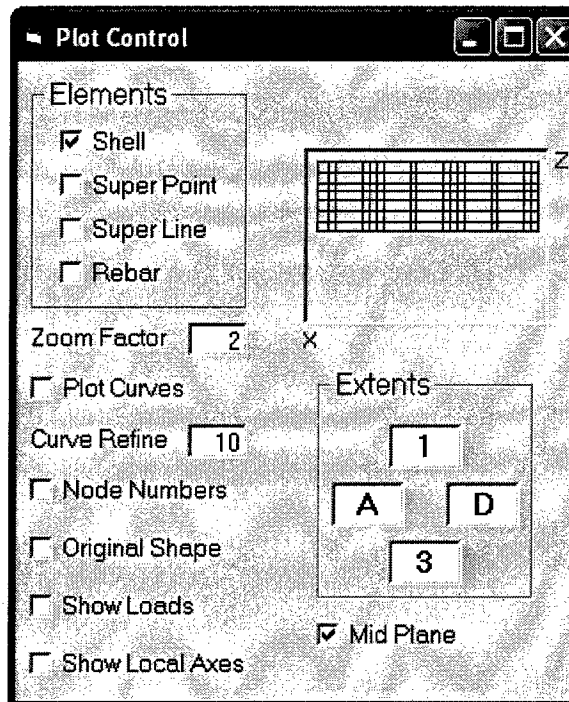 Plot Control
Elements
Shell
Super Point
Super Line
Rebar
Zoom Factor 2
Plot Curves
Curve Refine 10
Node Numbers
Original Shape
Show Loads
Show Local Axes
Z
X
Extents
1
A D
3
Mid Plane